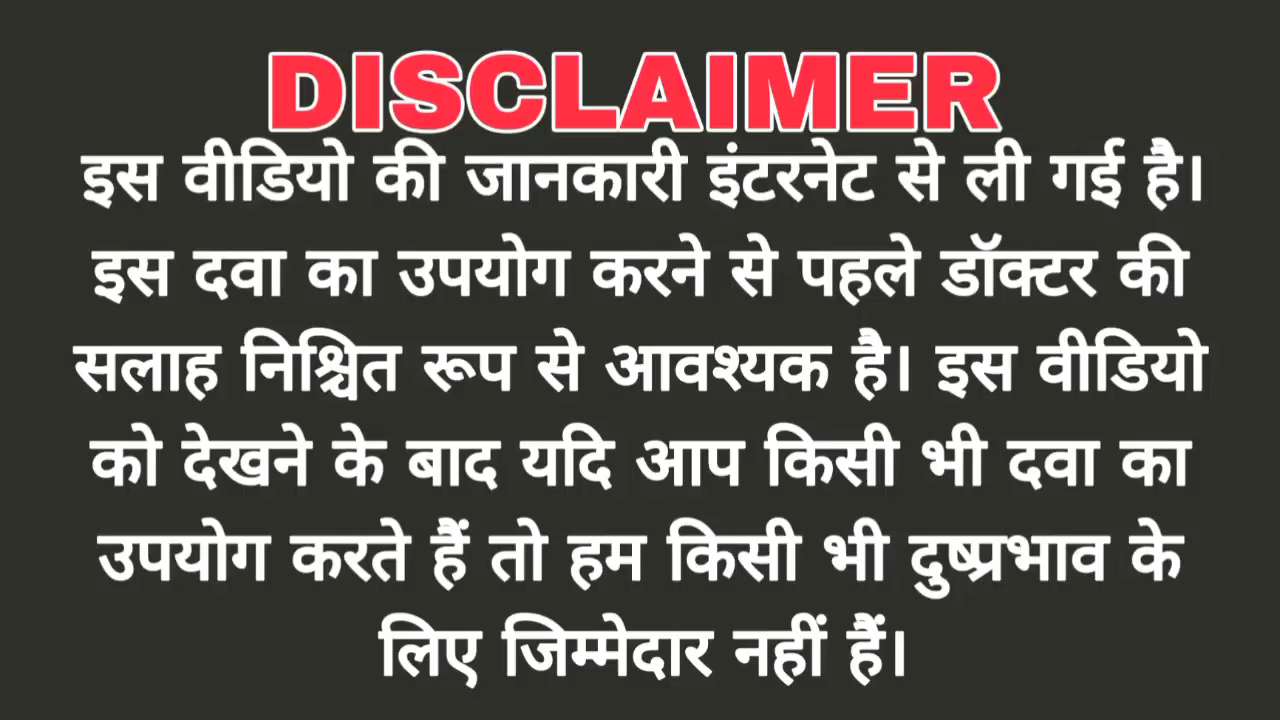 DISCLAIMER
इस वीडियो की जानकारी इंटरनेट से ली गई है।
इस दवा का उपयोग करने से पहले डॉक्टर की
सलाह निश्चित रूप से आवश्यक है। इस वीडियो
को देखने के बाद यदि आप किसी भी दवा का
उपयोग करते हैं तो हम किसी भी दुष्प्रभाव के
लिए जिम्मेदार नहीं हैं।